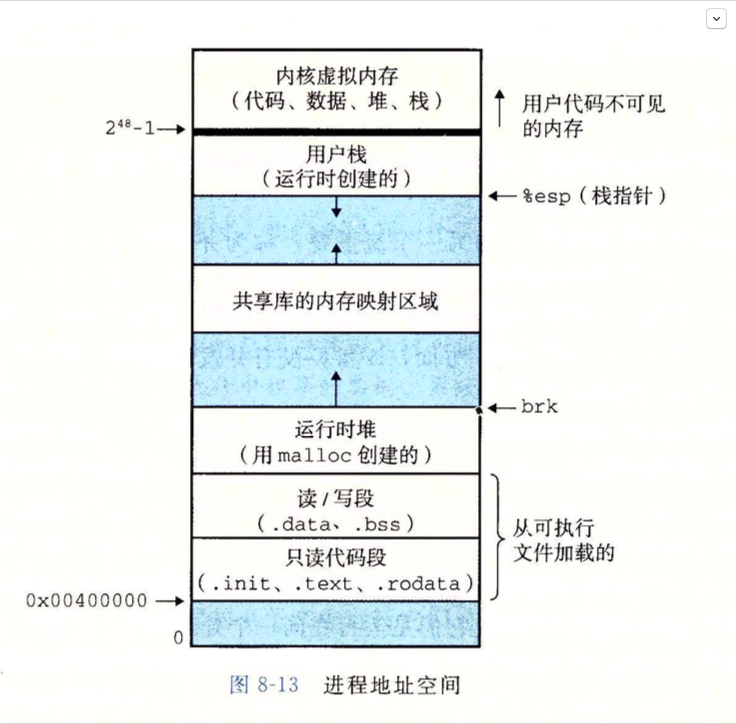 内核虚拟内存
（代码、数据、堆、栈）
用户代码不可见
的内存
2⁴⁸-1
用户栈
（运行时创建的）
%esp（栈指针）
共享库的内存映射区域
brk
运行时堆
（用 malloc 创建的）
读/写段
（.data、.bss）
从可执行
文件加载的
只读代码段
（.init、.text、.rodata）
0x00400000
0
图 8-13 进程地址空间